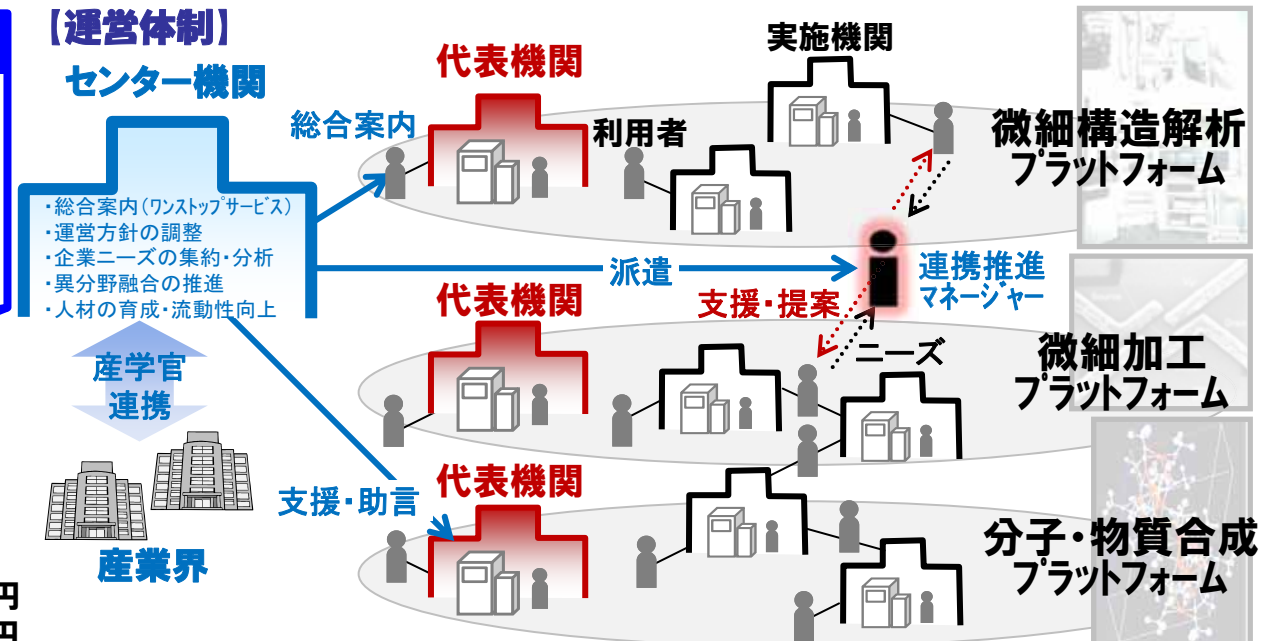 【運営体制】
センター機関
・総合案内(ワンストップサービス)
・運営方針の調整
・企業ニーズの集約・分析
・異分野融合の推進
・人材の育成・流動性向上
産学官
連携
産業界
総合案内
派遣
支援・助言
代表機関
利用者
実施機関
微細構造解析
プラットフォーム
連携推進
マネージャー
支援・提案
ニーズ
代表機関
微細加工
プラットフォーム
代表機関
分子・物質合成
プラットフォーム
円
円